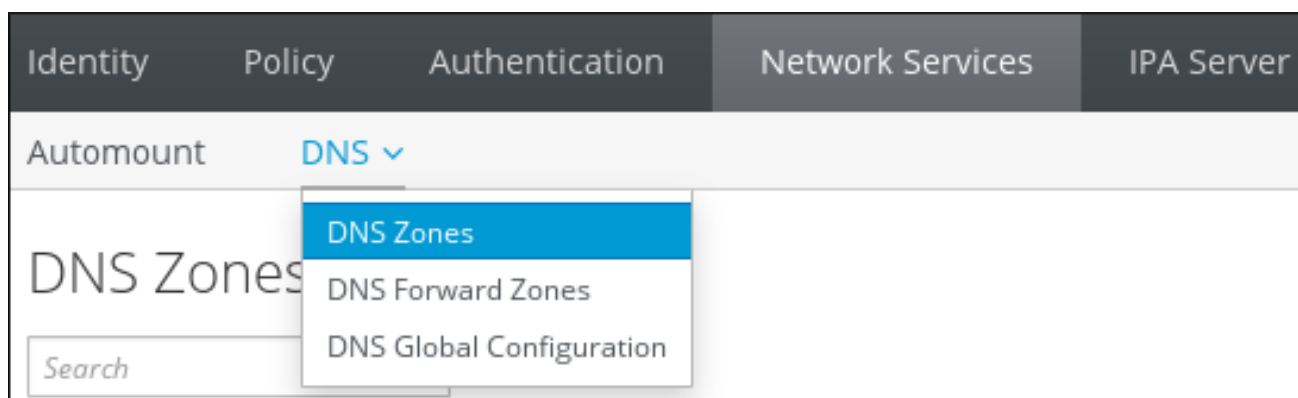 Identity Policy Authentication Network Services IPA Server
Automount DNS
DNS Zones
DNS Zones
DNS Forward Zones
DNS Global Configuration
Search